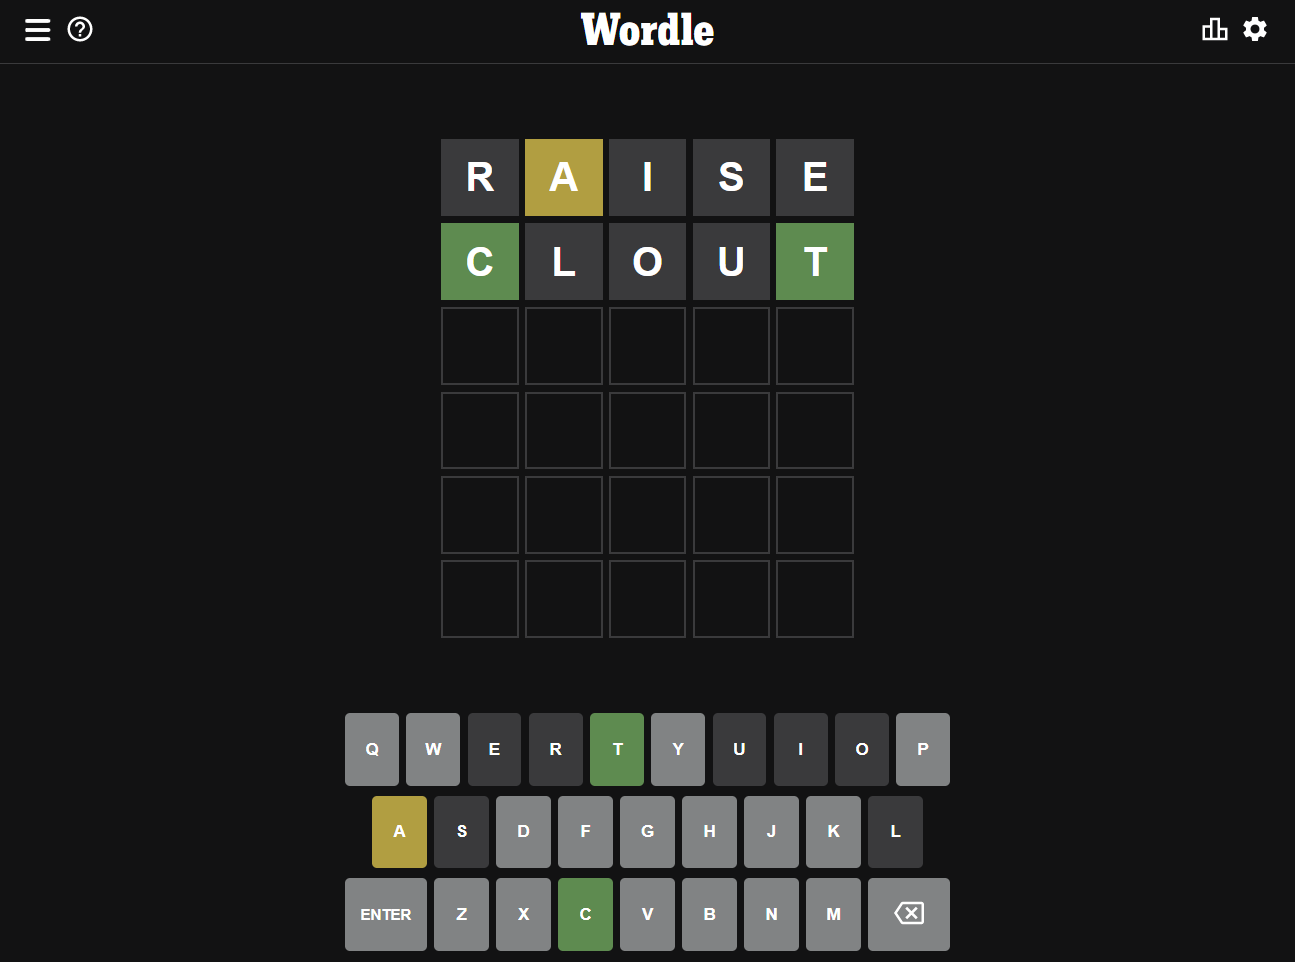 Wordle
R A I S E
C L O U T
Q W E R T Y U I O P
A S D F G H J K L
ENTER Z X C V B N M